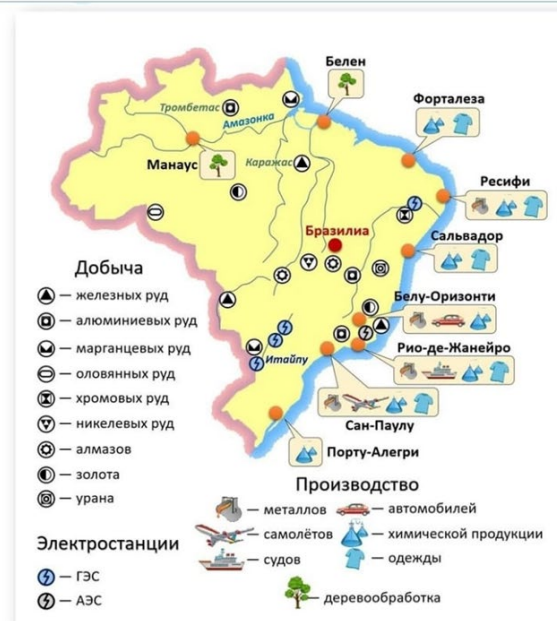 Белен
Форталеза
Тромбетас
Амазонка
Манаус
Каражас
Ресифи
Бразилиа
Сальвадор
Белу-Оризонти
Рио-де-Жанейро
Итайпу
Сан-Паулу
Порту-Алегри
Добыча
— железных руд
— алюминиевых руд
— марганцевых руд
— оловянных руд
— хромовых руд
— никелевых руд
— алмазов
— золота
— урана
Электростанции
— ГЭС
— АЭС
Производство
— металлов
— автомобилей
— самолётов
— химической продукции
— судов
— одежды
— деревообработка